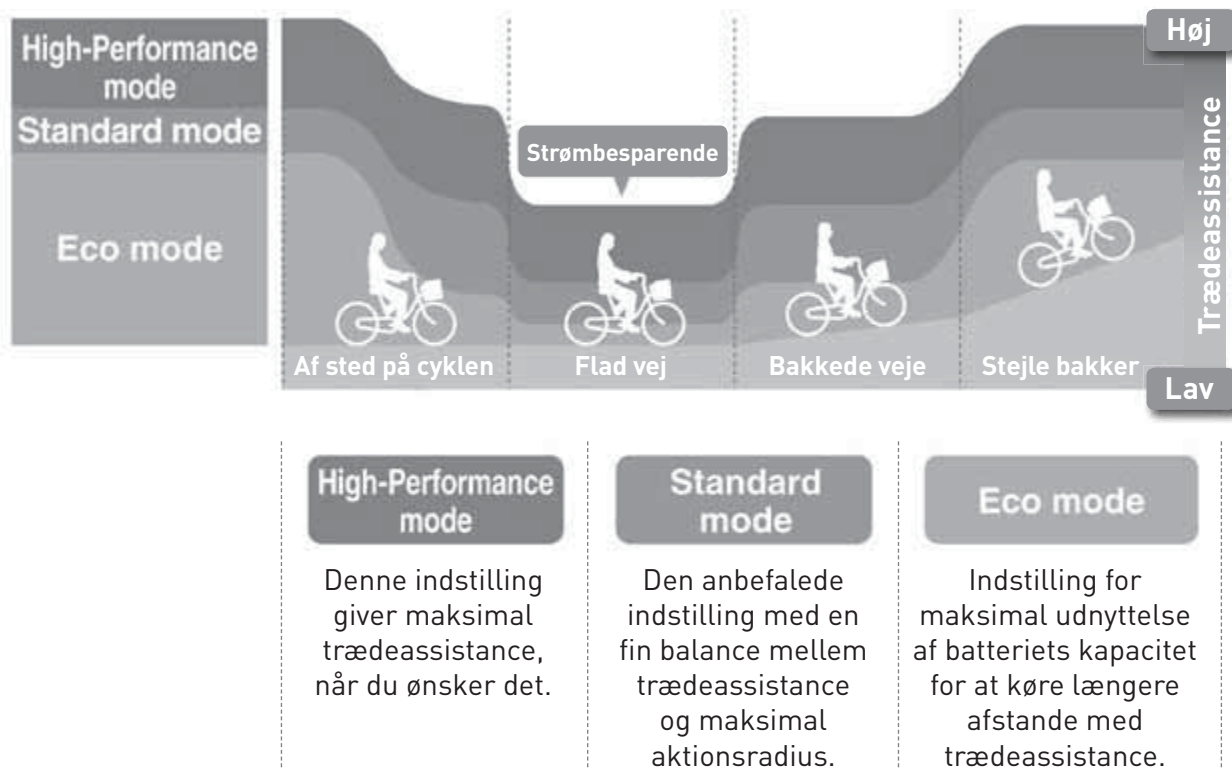 High-Performance
mode
Standard mode
Eco mode
Høj
Trædeassistance
Lav
Strømbesparende
Af sted på cyklen
Flad vej
Bakkede veje
Stejle bakker
High-Performance
mode
Denne indstilling
giver maksimal
trædeassistance,
når du ønsker det.
Standard
mode
Den anbefalede
indstilling med en
fin balance mellem
trædeassistance
og maksimal
aktionsradius.
Eco mode
Indstilling for
maksimal udnyttelse
af batteriets kapacitet
for at køre længere
afstande med
trædeassistance.